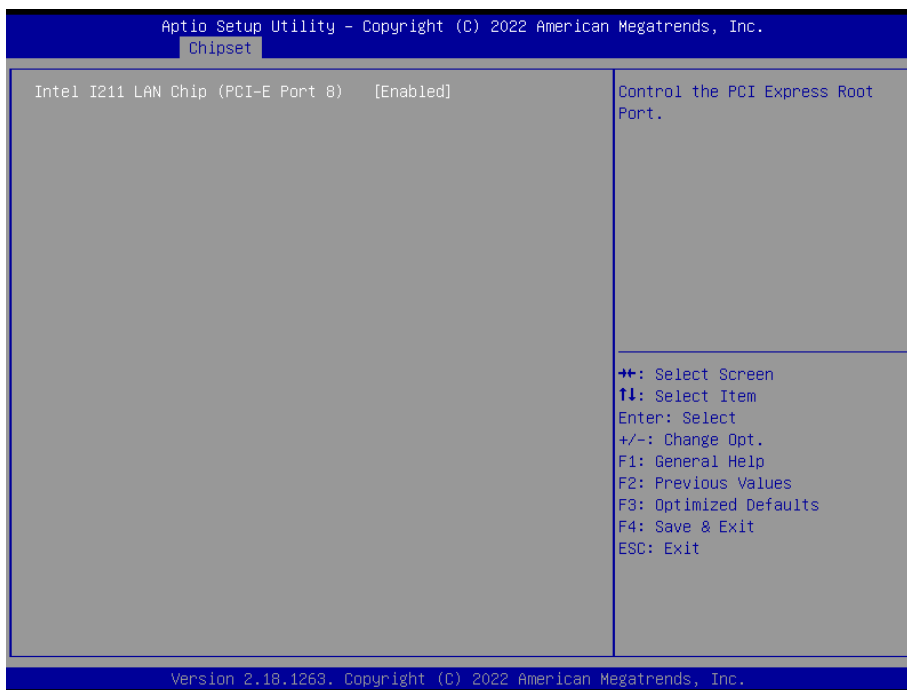 Aptio Setup Utility – Copyright (C) 2022 American Megatrends, Inc.
Chipset
Intel I211 LAN Chip (PCI-E Port 8) [Enabled]
Control the PCI Express Root
Port.
→←: Select Screen
↑↓: Select Item
Enter: Select
+/-: Change Opt.
F1: General Help
F2: Previous Values
F3: Optimized Defaults
F4: Save & Exit
ESC: Exit
Version 2.18.1263. Copyright (C) 2022 American Megatrends, Inc.